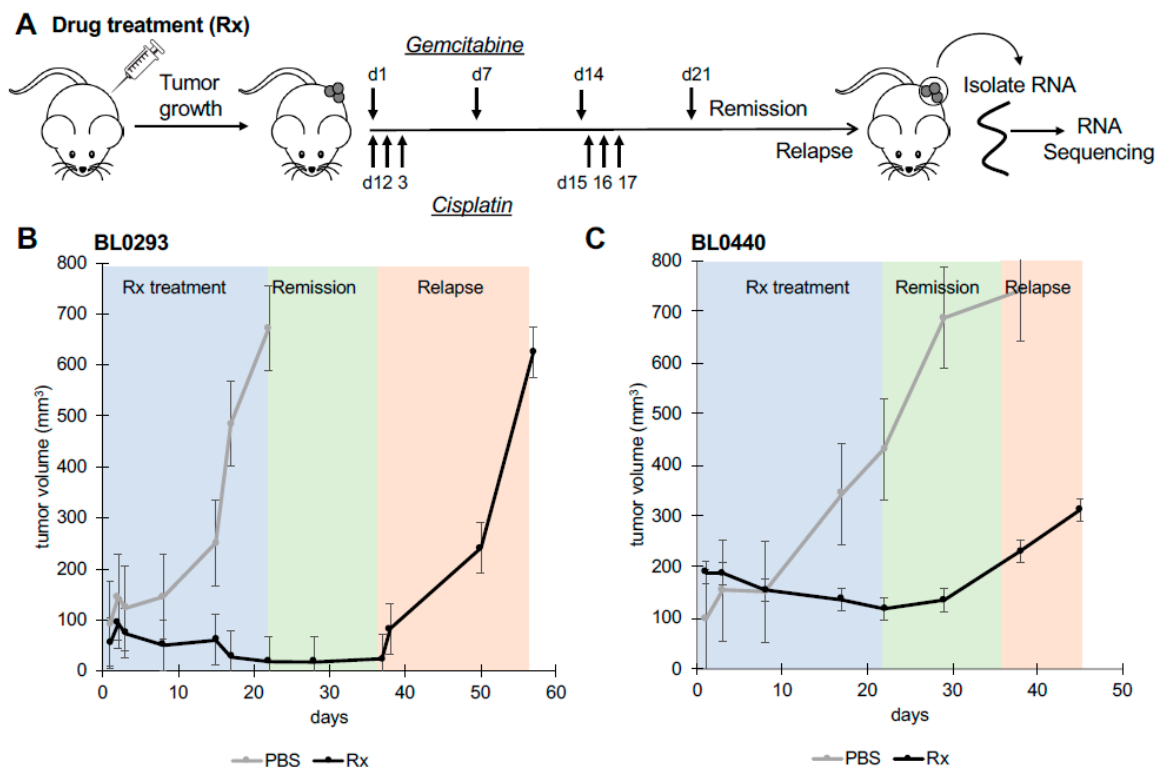 A Drug treatment (Rx)
Gemcitabine
Tumor growth
d1 d7 d14 d21
Remission
Relapse
d12 3 d15 16 17
Cisplatin
Isolate RNA
RNA Sequencing
B BL0293
tumor volume (mm³)
800
700
600
500
400
300
200
100
0
Rx treatment Remission Relapse
0 10 20 30 40 50 60
days
PBS Rx
C BL0440
tumor volume (mm³)
800
700
600
500
400
300
200
100
0
Rx treatment Remission Relapse
0 10 20 30 40 50
days
PBS Rx